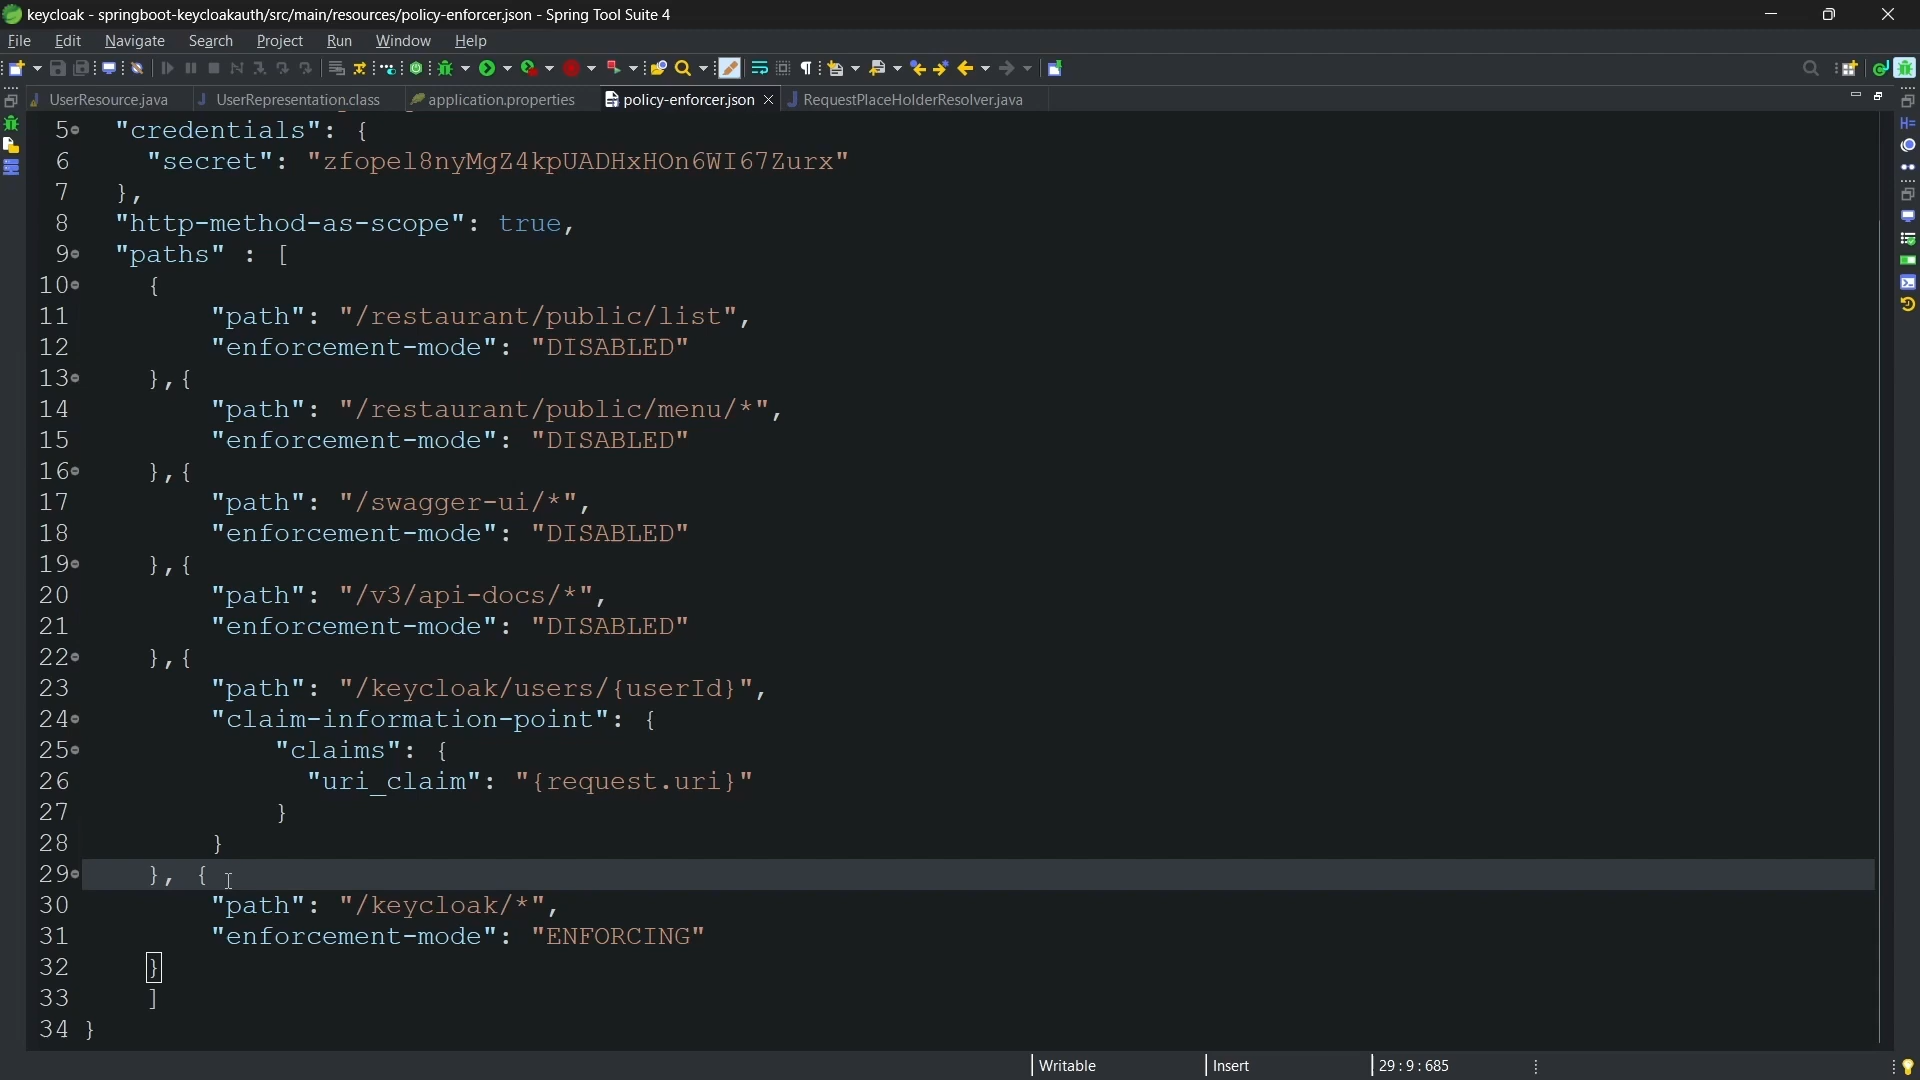 keycloak - springboot-keycloakauth/src/main/resources/policy-enforcer.json - Spring Tool Suite 4
File Edit Navigate Search Project Run Window Help
UserResource.java UserRepresentation.class application.properties policy-enforcer.json RequestPlaceHolderResolver.java
5 "credentials": {
6 "secret": "zfopel8nyMgZ4kpUADHxHOn6WI67Zurx"
7 },
8 "http-method-as-scope": true,
9 "paths" : [
10 {
11 "path": "/restaurant/public/list",
12 "enforcement-mode": "DISABLED"
13 },{
14 "path": "/restaurant/public/menu/*",
15 "enforcement-mode": "DISABLED"
16 },{
17 "path": "/swagger-ui/*",
18 "enforcement-mode": "DISABLED"
19 },{
20 "path": "/v3/api-docs/*",
21 "enforcement-mode": "DISABLED"
22 },{
23 "path": "/keycloak/users/{userId}",
24 "claim-information-point": {
25 "claims": {
26 "uri_claim": "{request.uri}"
27 }
28 }
29 }, {
30 "path": "/keycloak/*",
31 "enforcement-mode": "ENFORCING"
32 }
33 ]
34 }
Writable Insert 29 : 9 : 685